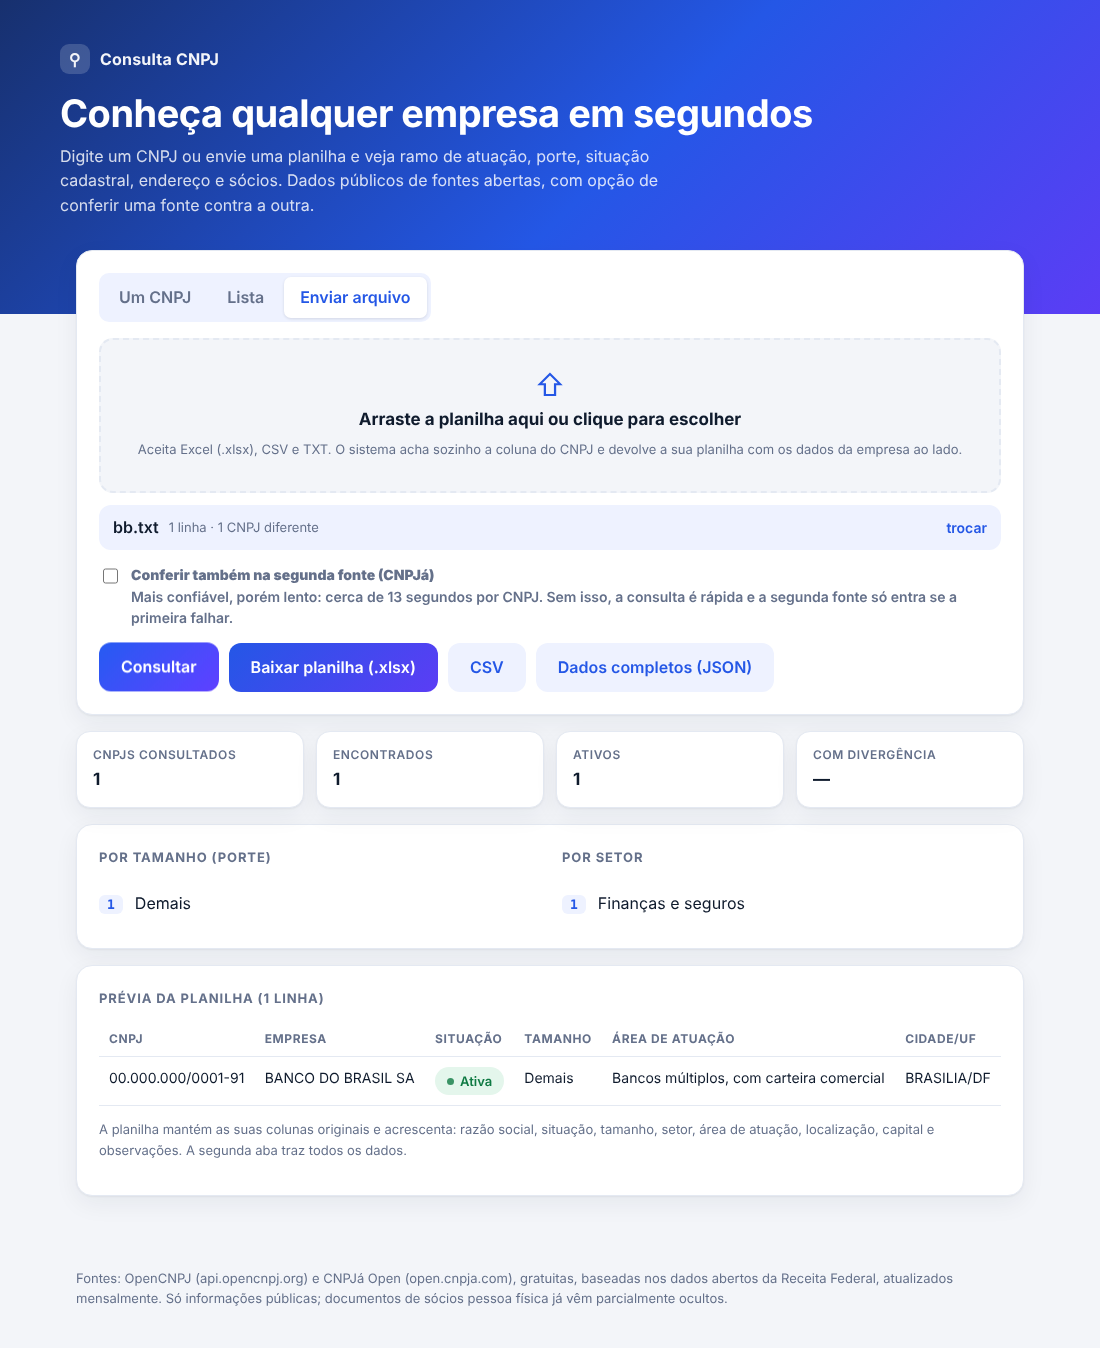 Consulta CNPJ
Conheça qualquer empresa em segundos
Digite um CNPJ ou envie uma planilha e veja ramo de atuação, porte, situação
cadastral, endereço e sócios. Dados públicos de fontes abertas, com opção de
conferir uma fonte contra a outra.
Um CNPJ Lista Enviar arquivo
Arraste a planilha aqui ou clique para escolher
Aceita Excel (.xlsx), CSV e TXT. O sistema acha sozinho a coluna do CNPJ e devolve a sua planilha com os dados da empresa ao lado.
bb.txt 1 linha · 1 CNPJ diferente trocar
Conferir também na segunda fonte (CNPJá)
Mais confiável, porém lento: cerca de 13 segundos por CNPJ. Sem isso, a consulta é rápida e a segunda fonte só entra se a
primeira falhar.
Consultar Baixar planilha (.xlsx) CSV Dados completos (JSON)
CNPJS CONSULTADOS ENCONTRADOS ATIVOS COM DIVERGÊNCIA
1 1 1 —
POR TAMANHO (PORTE) POR SETOR
1 Demais 1 Finanças e seguros
PRÉVIA DA PLANILHA (1 LINHA)
CNPJ EMPRESA SITUAÇÃO TAMANHO ÁREA DE ATUAÇÃO CIDADE/UF
00.000.000/0001-91 BANCO DO BRASIL SA Ativa Demais Bancos múltiplos, com carteira comercial BRASILIA/DF
A planilha mantém as suas colunas originais e acrescenta: razão social, situação, tamanho, setor, área de atuação, localização, capital e
observações. A segunda aba traz todos os dados.
Fontes: OpenCNPJ (api.opencnpj.org) e CNPJá Open (open.cnpja.com), gratuitas, baseadas nos dados abertos da Receita Federal, atualizados
mensalmente. Só informações públicas; documentos de sócios pessoa física já vêm parcialmente ocultos.